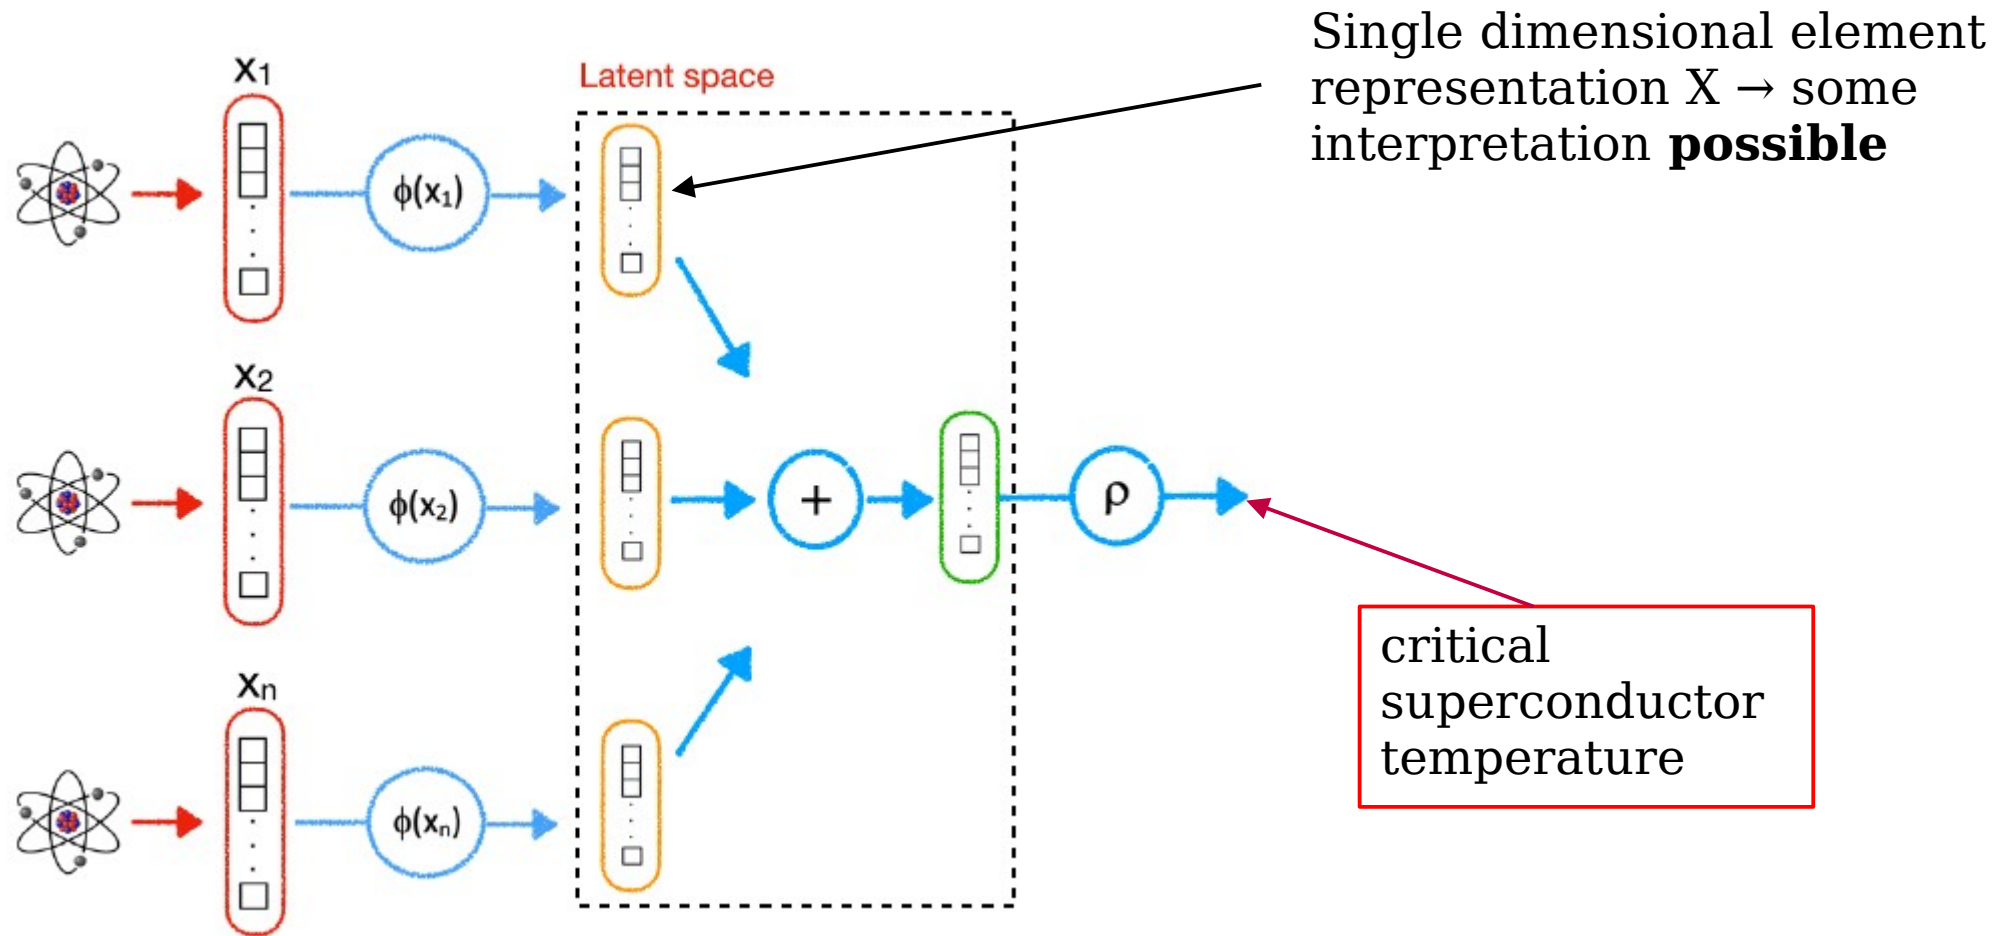 Single dimensional element
representation X → some
interpretation possible
Latent space
x₁
ϕ(x₁)
x₂
ϕ(x₂)
+
ρ
xₙ
ϕ(xₙ)
critical
superconductor
temperature